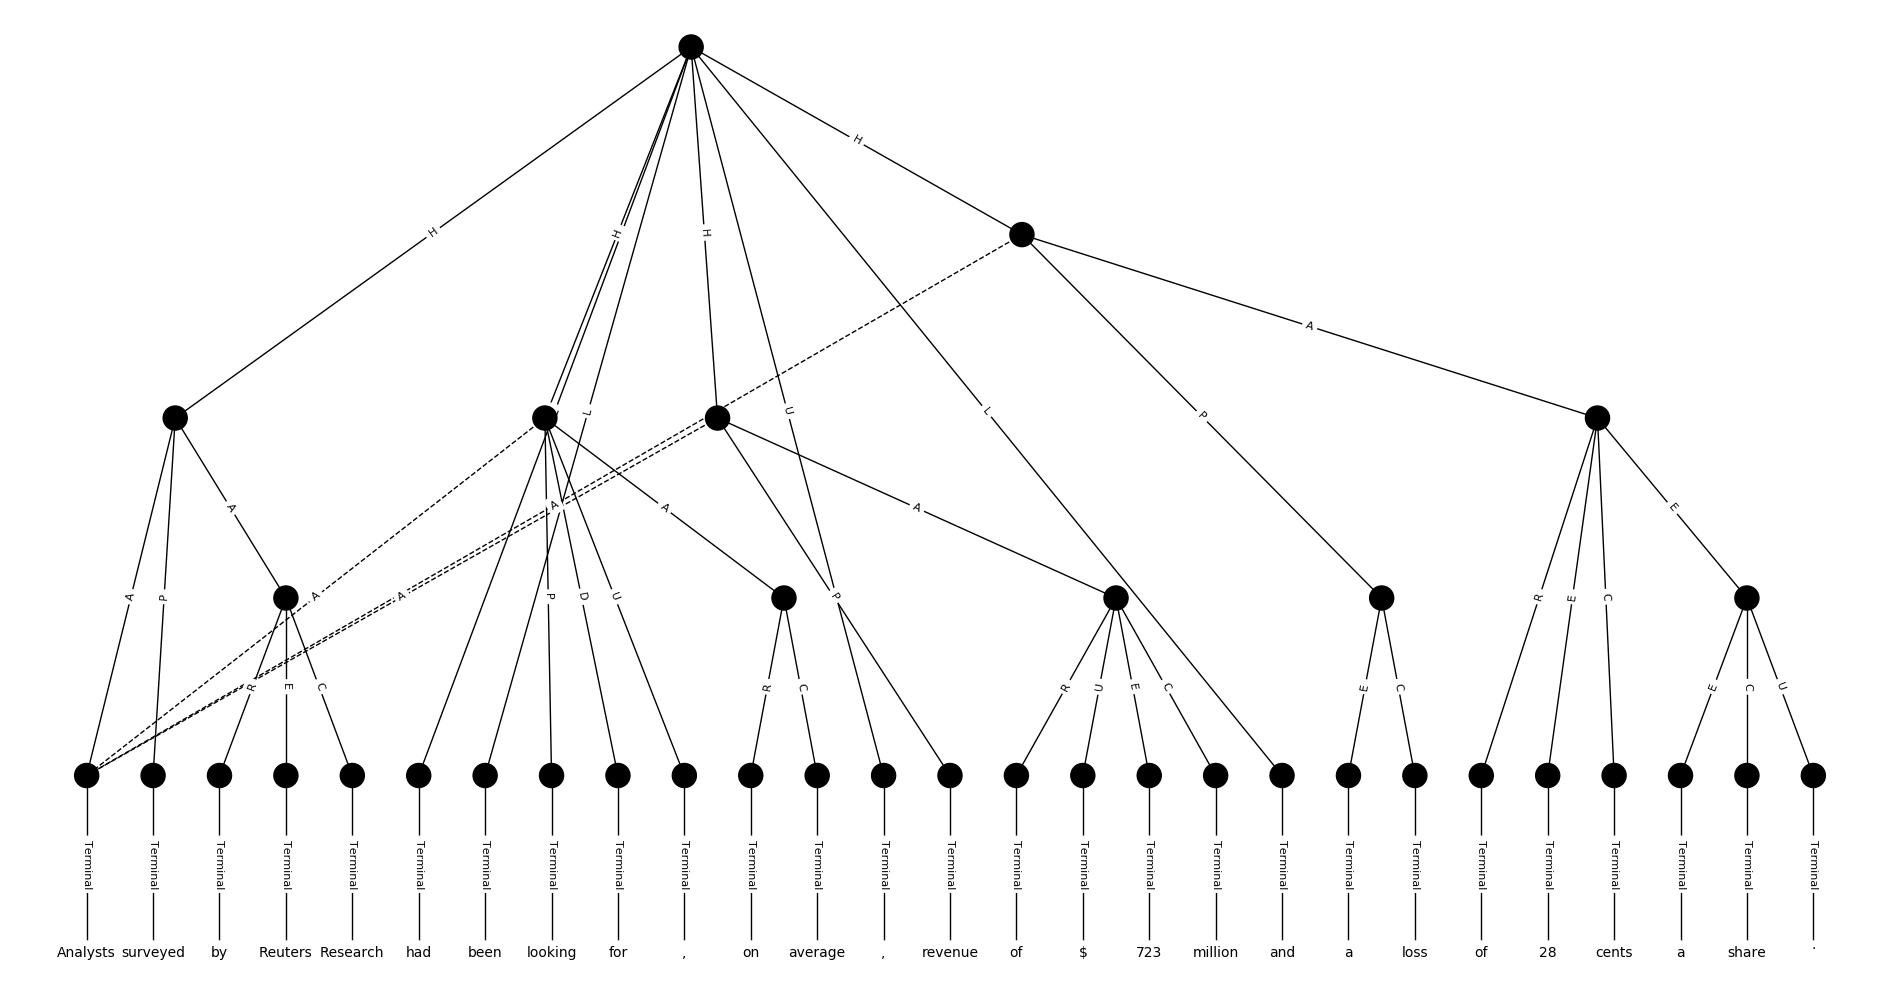 H
H H H
A
L U L P
A A A A E
A P A A P D U P R E C
R E C R C R U E C E C E C U
Terminal Terminal Terminal Terminal Terminal Terminal Terminal Terminal Terminal Terminal Terminal Terminal Terminal Terminal Terminal Terminal Terminal Terminal Terminal Terminal Terminal Terminal Terminal Terminal Terminal Terminal Terminal
Analysts surveyed by Reuters Research had been looking for , on average , revenue of $ 723 million and a loss of 28 cents a share .